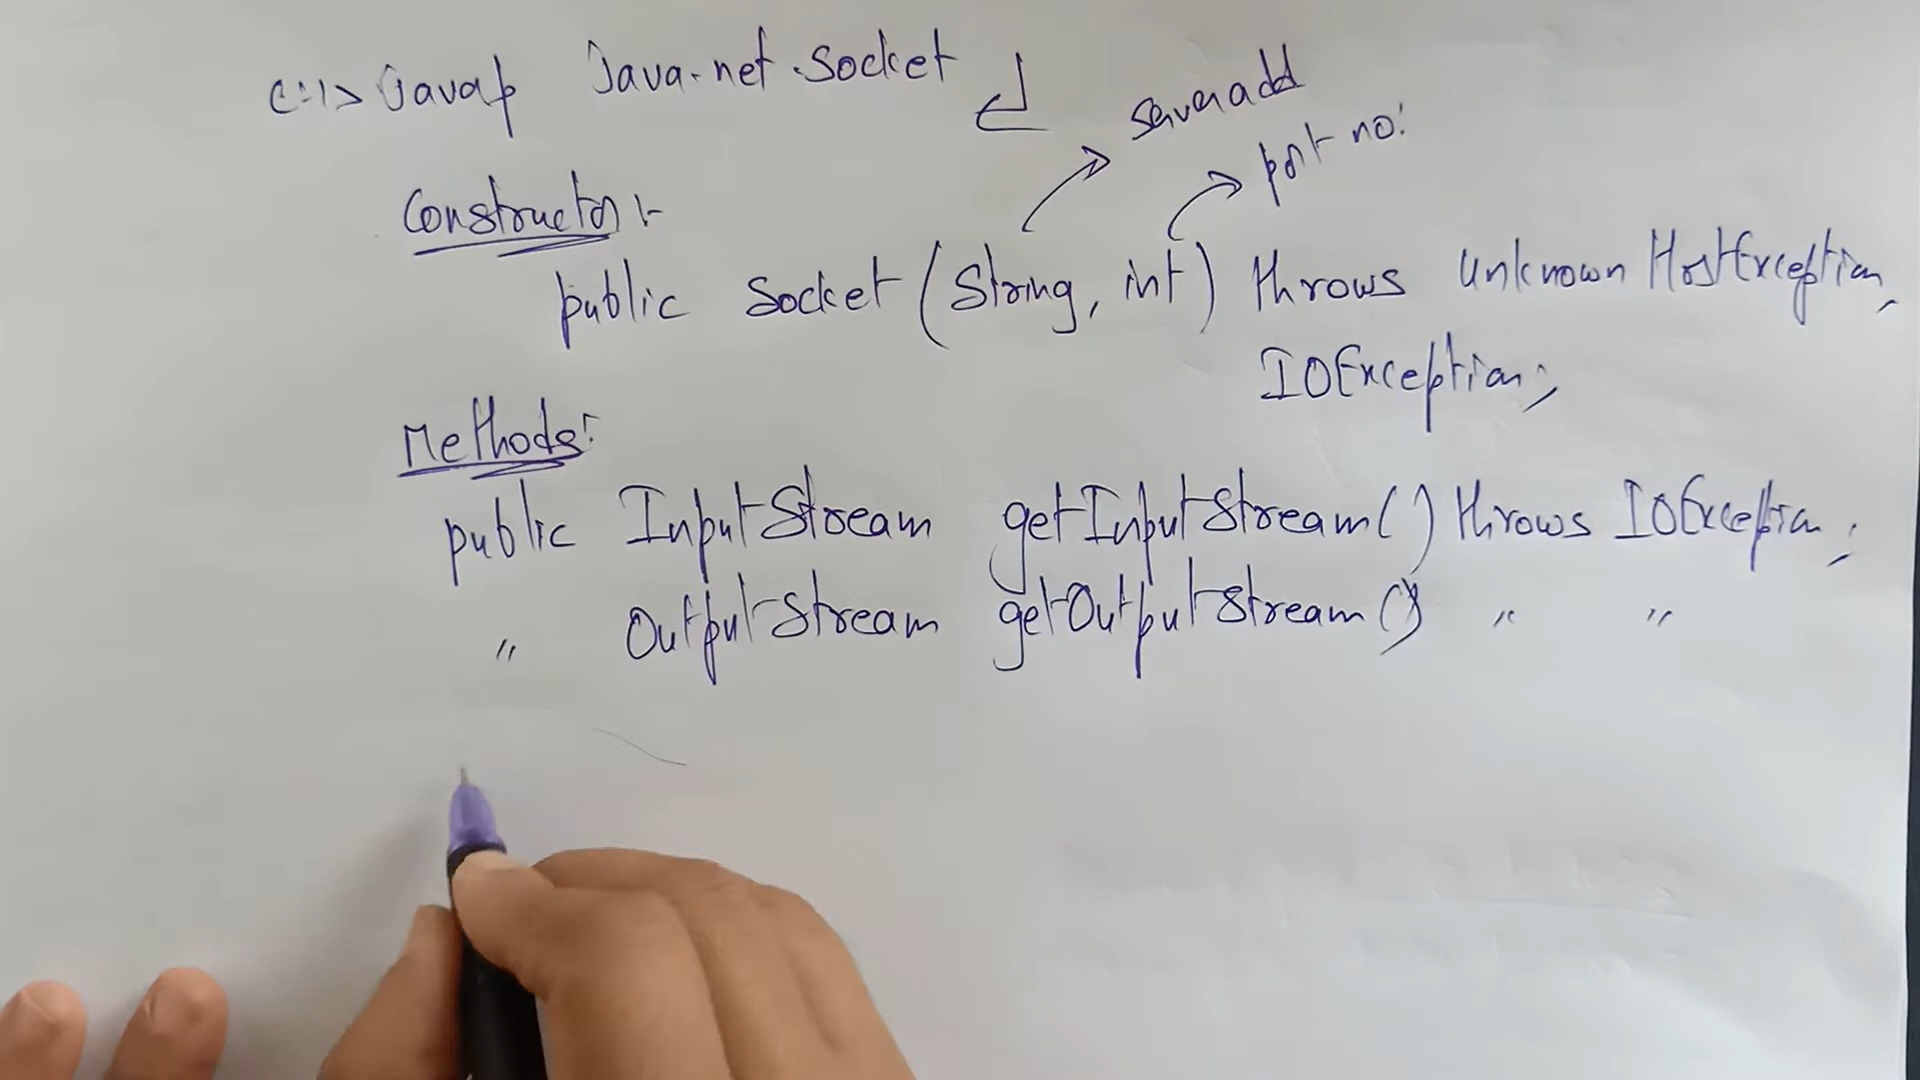 C:\> javap java.net.Socket
server add
port no:
Constructor:-
public Socket (String, int) throws UnknownHostException,
IOException;
Methods:
public InputStream getInputStream() throws IOException;
" OutputStream getOutputStream() " "